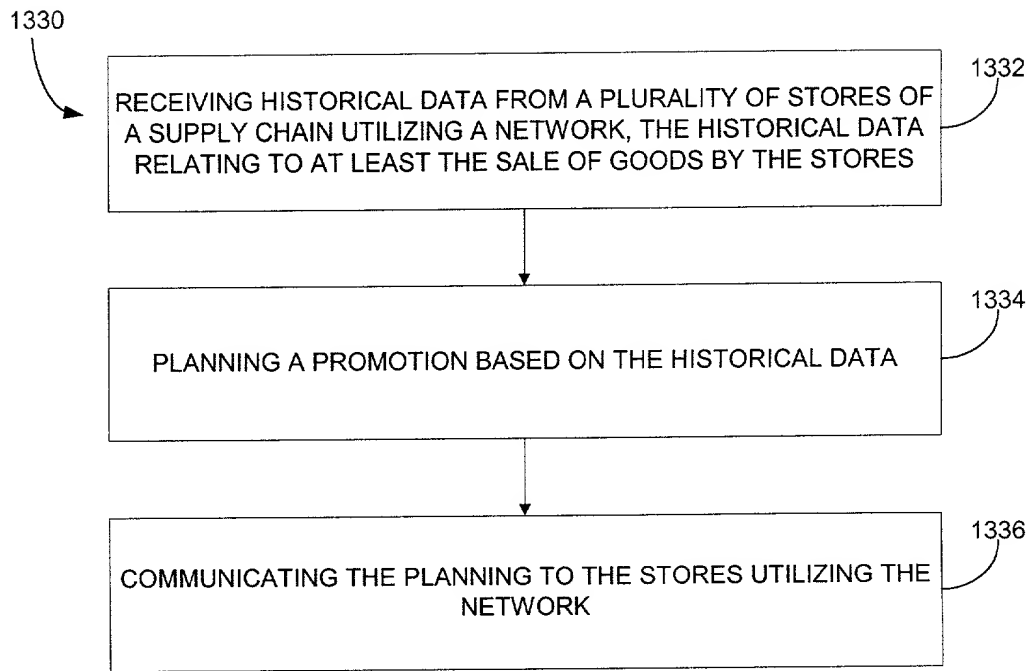 1330
1332
RECEIVING HISTORICAL DATA FROM A PLURALITY OF STORES OF
A SUPPLY CHAIN UTILIZING A NETWORK, THE HISTORICAL DATA
RELATING TO AT LEAST THE SALE OF GOODS BY THE STORES
1334
PLANNING A PROMOTION BASED ON THE HISTORICAL DATA
1336
COMMUNICATING THE PLANNING TO THE STORES UTILIZING THE
NETWORK